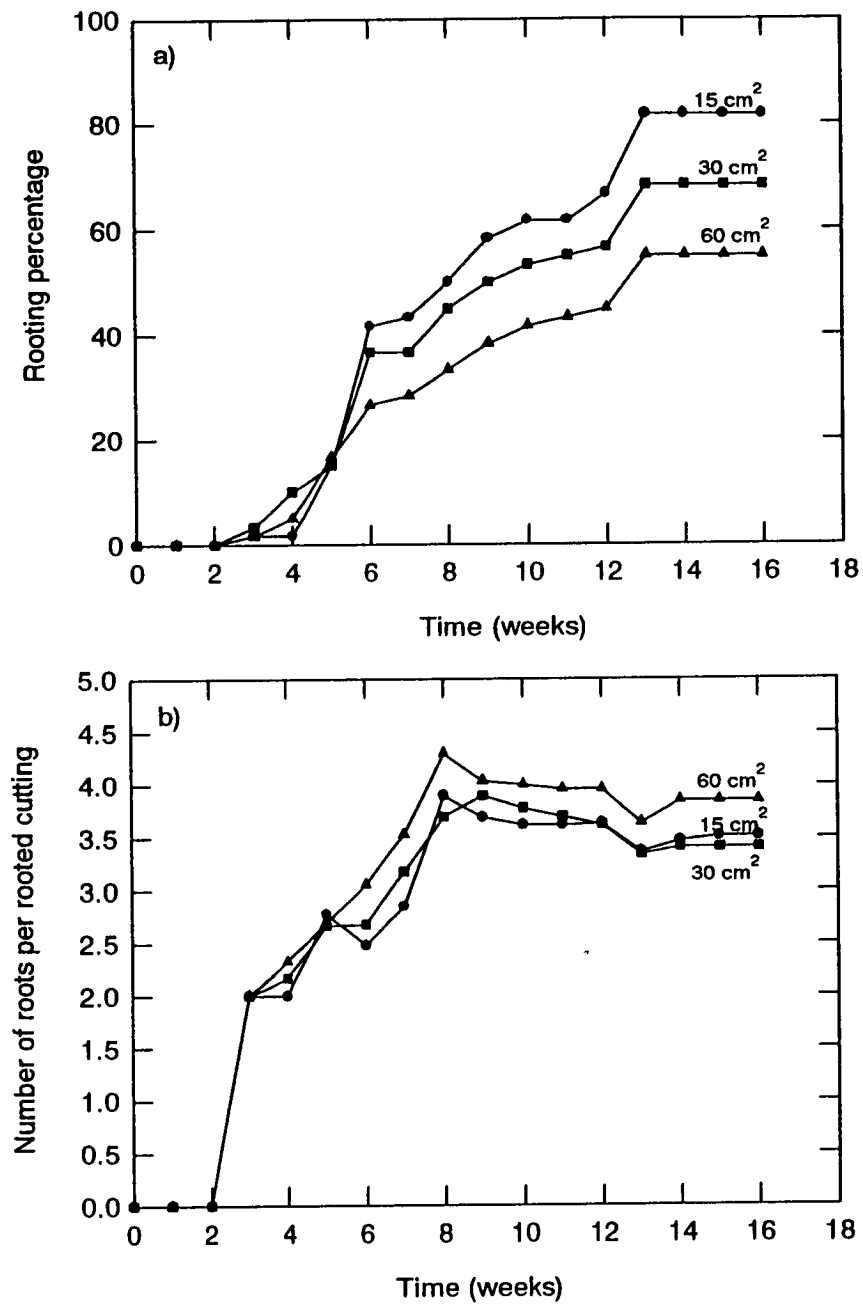 a)
Rooting percentage
100
80
60
40
20
0
15 cm²
30 cm²
60 cm²
0 2 4 6 8 10 12 14 16 18
Time (weeks)
b)
Number of roots per rooted cutting
5.0
4.5
4.0
3.5
3.0
2.5
2.0
1.5
1.0
0.5
0.0
60 cm²
15 cm²
30 cm²
0 2 4 6 8 10 12 14 16 18
Time (weeks)